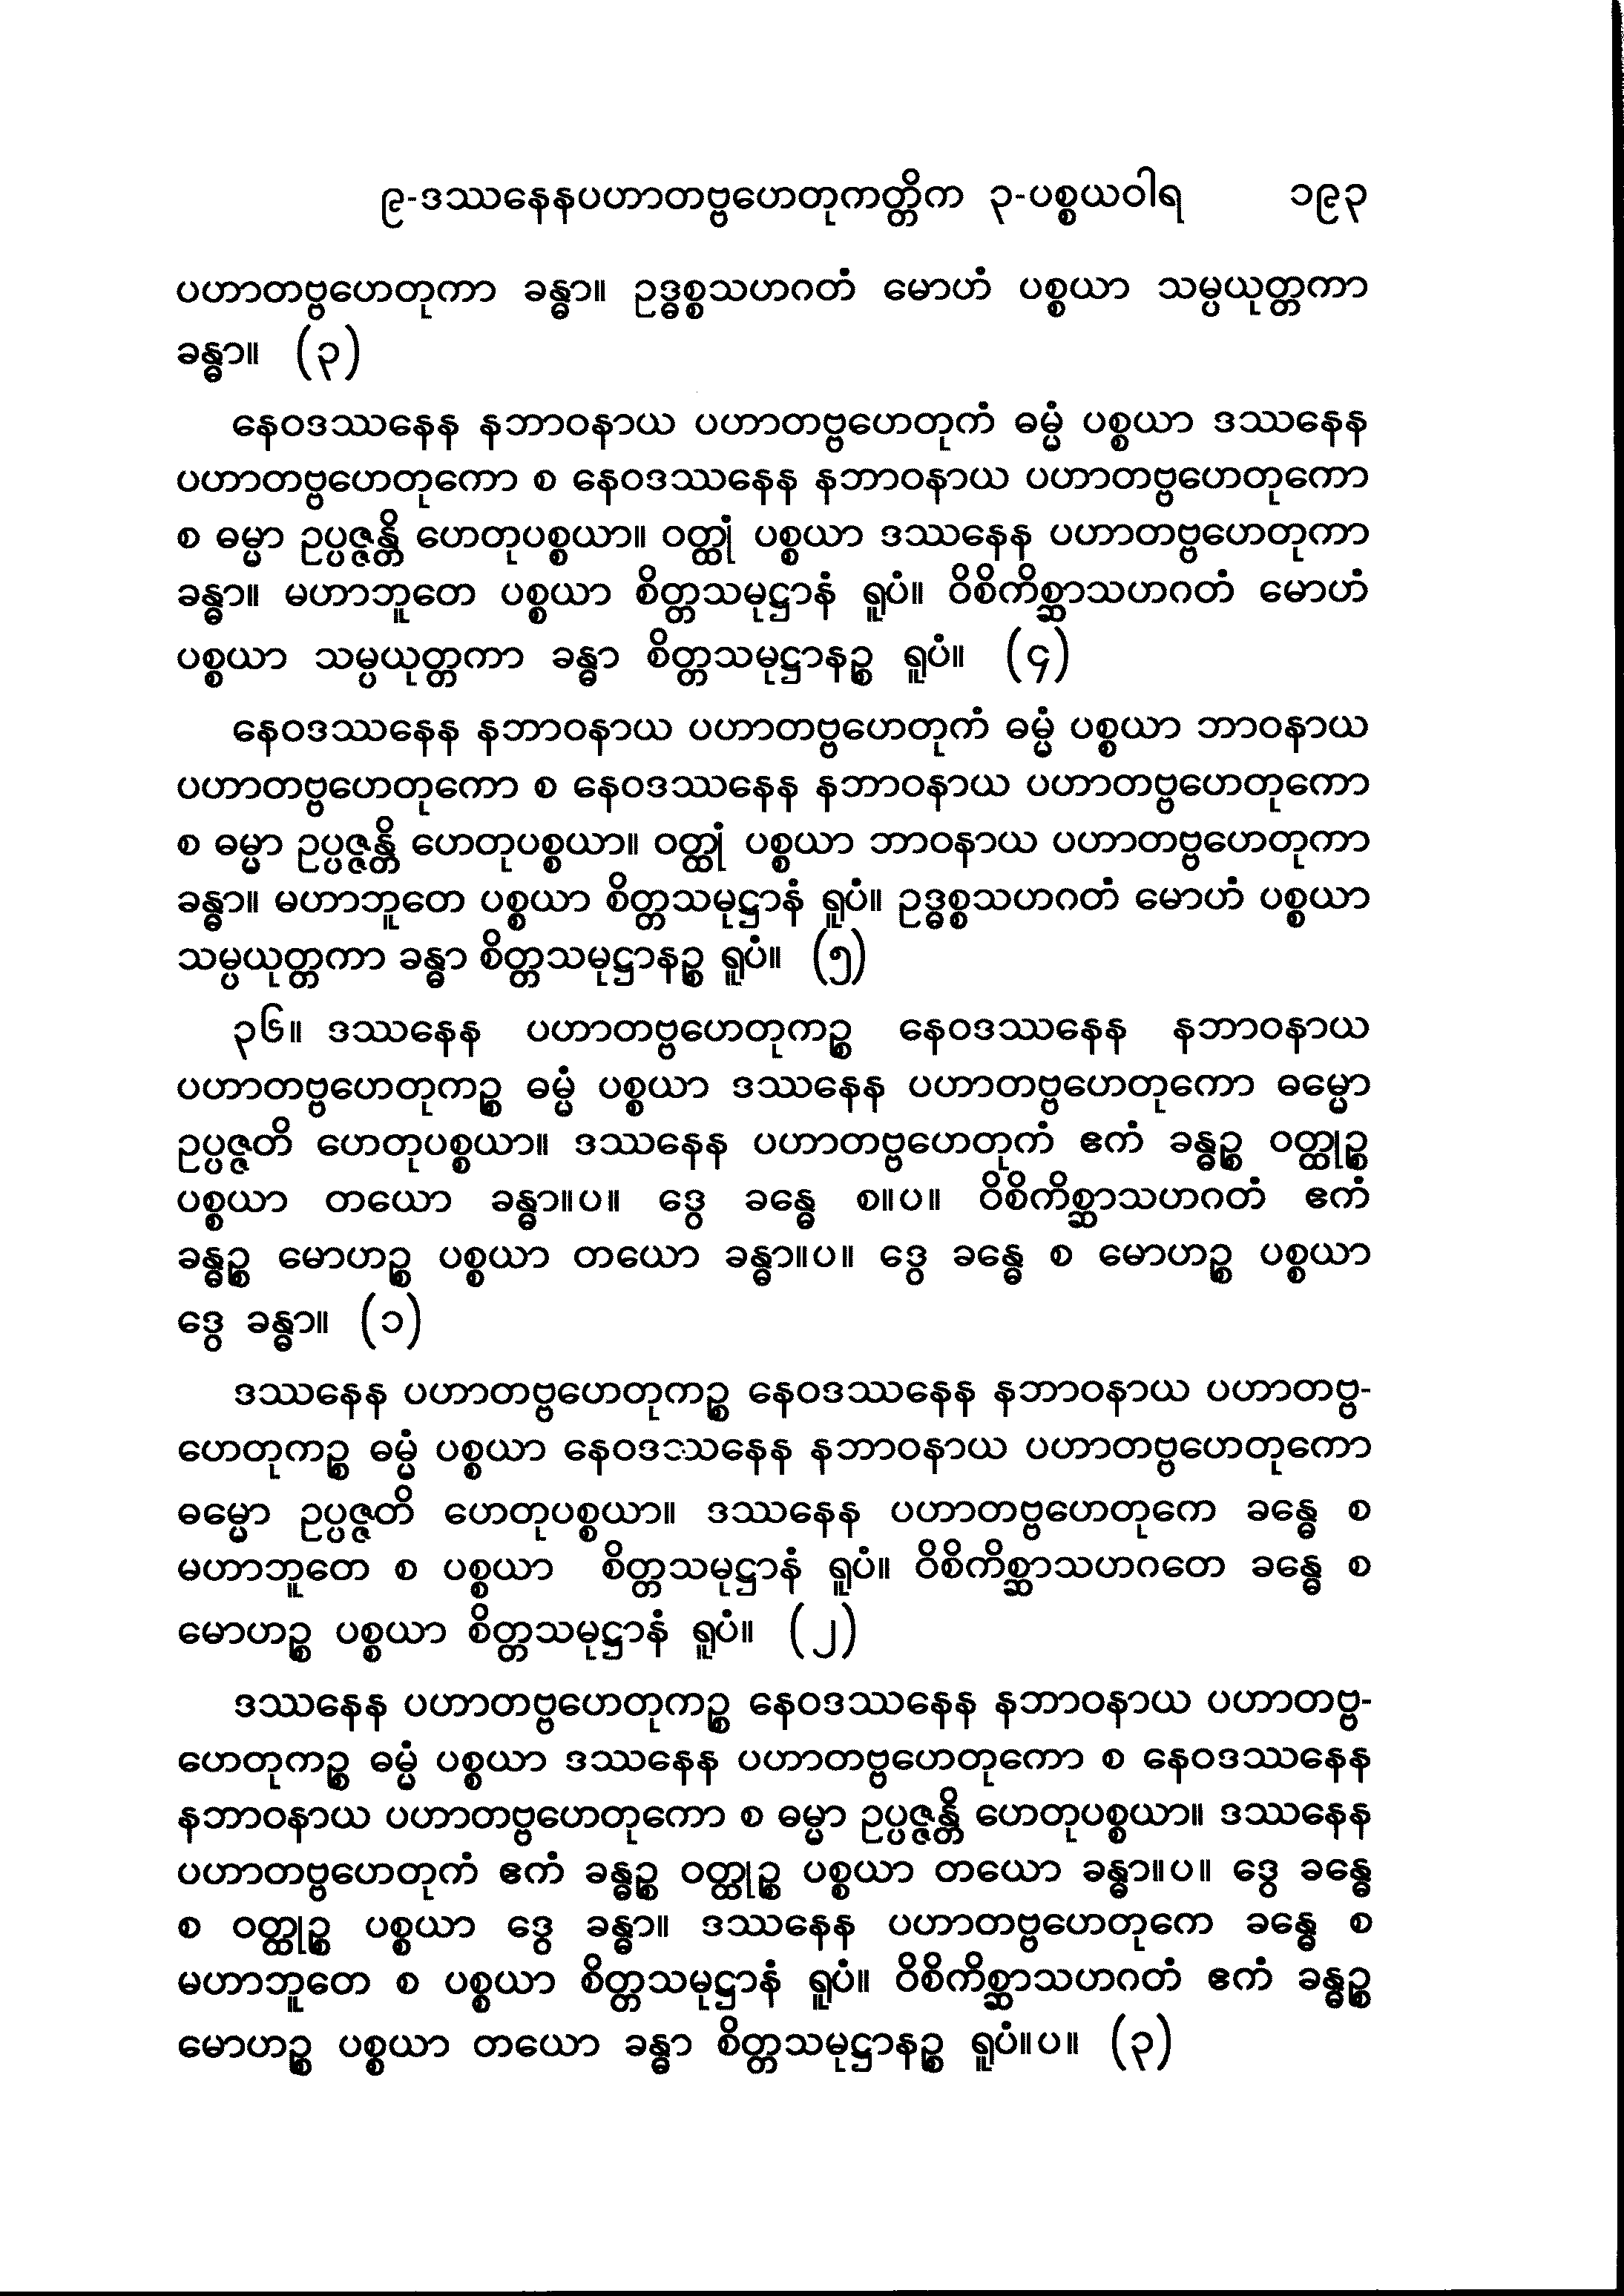 ၉-ဒဿနေနပဟာတဗ္ဗဟေတုကတ္တိက ၃-ပစ္စယဝါရ ၁၉၃
ပဟာတဗ္ဗဟေတုကာ ခန္ဓာ။ ဥဒ္ဓစ္စသဟဂတံ မောဟံ ပစ္စယာ သမ္ပယုတ္တကာ
ခန္ဓာ။ (၃)
နေဝဒဿနေန နဘာဝနာယ ပဟာတဗ္ဗဟေတုကံ ဓမ္မံ ပစ္စယာ ဒဿနေန
ပဟာတဗ္ဗဟေတုကော စ နေဝဒဿနေန နဘာဝနာယ ပဟာတဗ္ဗဟေတုကော
စ ဓမ္မာ ဥပ္ပဇ္ဇန္တိ ဟေတုပစ္စယာ။ ဝတ္ထုံ ပစ္စယာ ဒဿနေန ပဟာတဗ္ဗဟေတုကာ
ခန္ဓာ။ မဟာဘူတေ ပစ္စယာ စိတ္တသမုဋ္ဌာနံ ရူပံ။ ဝိစိကိစ္ဆာသဟဂတံ မောဟံ
ပစ္စယာ သမ္ပယုတ္တကာ ခန္ဓာ စိတ္တသမုဋ္ဌာနဉ္စ ရူပံ။ (၄)
နေဝဒဿနေန နဘာဝနာယ ပဟာတဗ္ဗဟေတုကံ ဓမ္မံ ပစ္စယာ ဘာဝနာယ
ပဟာတဗ္ဗဟေတုကော စ နေဝဒဿနေန နဘာဝနာယ ပဟာတဗ္ဗဟေတုကော
စ ဓမ္မာ ဥပ္ပဇ္ဇန္တိ ဟေတုပစ္စယာ။ ဝတ္ထုံ ပစ္စယာ ဘာဝနာယ ပဟာတဗ္ဗဟေတုကာ
ခန္ဓာ။ မဟာဘူတေ ပစ္စယာ စိတ္တသမုဋ္ဌာနံ ရူပံ။ ဥဒ္ဓစ္စသဟဂတံ မောဟံ ပစ္စယာ
သမ္ပယုတ္တကာ ခန္ဓာ စိတ္တသမုဋ္ဌာနဉ္စ ရူပံ။ (၅)
၃၆။ ဒဿနေန ပဟာတဗ္ဗဟေတုကဉ္စ နေဝဒဿနေန နဘာဝနာယ
ပဟာတဗ္ဗဟေတုကဉ္စ ဓမ္မံ ပစ္စယာ ဒဿနေန ပဟာတဗ္ဗဟေတုကော ဓမ္မော
ဥပ္ပဇ္ဇတိ ဟေတုပစ္စယာ။ ဒဿနေန ပဟာတဗ္ဗဟေတုကံ ဧကံ ခန္ဓဉ္စ ဝတ္ထုဉ္စ
ပစ္စယာ တယော ခန္ဓာ။ပ။ ဒွေ ခန္ဓေ စ။ပ။ ဝိစိကိစ္ဆာသဟဂတံ ဧကံ
ခန္ဓဉ္စ မောဟဉ္စ ပစ္စယာ တယော ခန္ဓာ။ပ။ ဒွေ ခန္ဓေ စ မောဟဉ္စ ပစ္စယာ
ဒွေ ခန္ဓာ။ (၁)
ဒဿနေန ပဟာတဗ္ဗဟေတုကဉ္စ နေဝဒဿနေန နဘာဝနာယ ပဟာတဗ္ဗ-
ဟေတုကဉ္စ ဓမ္မံ ပစ္စယာ နေဝဒဿနေန နဘာဝနာယ ပဟာတဗ္ဗဟေတုကော
ဓမ္မော ဥပ္ပဇ္ဇတိ ဟေတုပစ္စယာ။ ဒဿနေန ပဟာတဗ္ဗဟေတုကေ ခန္ဓေ စ
မဟာဘူတေ စ ပစ္စယာ စိတ္တသမုဋ္ဌာနံ ရူပံ။ ဝိစိကိစ္ဆာသဟဂတေ ခန္ဓေ စ
မောဟဉ္စ ပစ္စယာ စိတ္တသမုဋ္ဌာနံ ရူပံ။ (၂)
ဒဿနေန ပဟာတဗ္ဗဟေတုကဉ္စ နေဝဒဿနေန နဘာဝနာယ ပဟာတဗ္ဗ-
ဟေတုကဉ္စ ဓမ္မံ ပစ္စယာ ဒဿနေန ပဟာတဗ္ဗဟေတုကော စ နေဝဒဿနေန
နဘာဝနာယ ပဟာတဗ္ဗဟေတုကော စ ဓမ္မာ ဥပ္ပဇ္ဇန္တိ ဟေတုပစ္စယာ။ ဒဿနေန
ပဟာတဗ္ဗဟေတုကံ ဧကံ ခန္ဓဉ္စ ဝတ္ထုဉ္စ ပစ္စယာ တယော ခန္ဓာ။ပ။ ဒွေ ခန္ဓေ
စ ဝတ္ထုဉ္စ ပစ္စယာ ဒွေ ခန္ဓာ။ ဒဿနေန ပဟာတဗ္ဗဟေတုကေ ခန္ဓေ စ
မဟာဘူတေ စ ပစ္စယာ စိတ္တသမုဋ္ဌာနံ ရူပံ။ ဝိစိကိစ္ဆာသဟဂတံ ဧကံ ခန္ဓဉ္စ
မောဟဉ္စ ပစ္စယာ တယော ခန္ဓာ စိတ္တသမုဋ္ဌာနဉ္စ ရူပံ။ပ။ (၃)